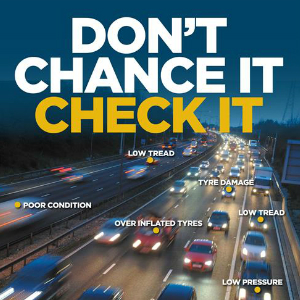 DON'T
CHANCE IT
CHECK IT
LOW TREAD
TYRE DAMAGE
POOR CONDITION
LOW TREAD
OVER INFLATED TYRES
LOW PRESSURE